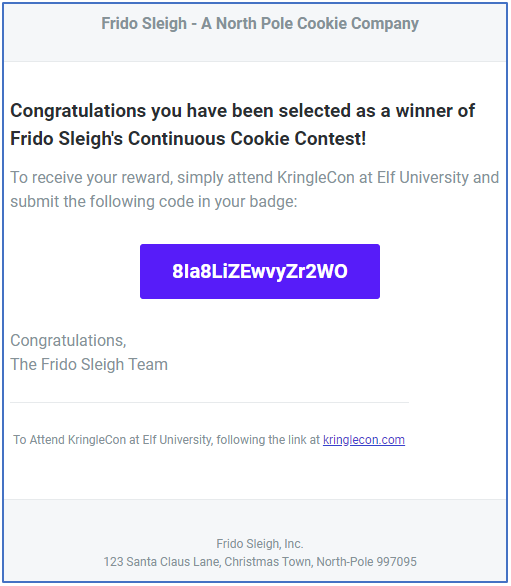 Frido Sleigh - A North Pole Cookie Company
Congratulations you have been selected as a winner of
Frido Sleigh's Continuous Cookie Contest!
To receive your reward, simply attend KringleCon at Elf University and
submit the following code in your badge:
8Ia8LiZEwvyZr2WO
Congratulations,
The Frido Sleigh Team
To Attend KringleCon at Elf University, following the link at kringlecon.com
Frido Sleigh, Inc.
123 Santa Claus Lane, Christmas Town, North-Pole 997095